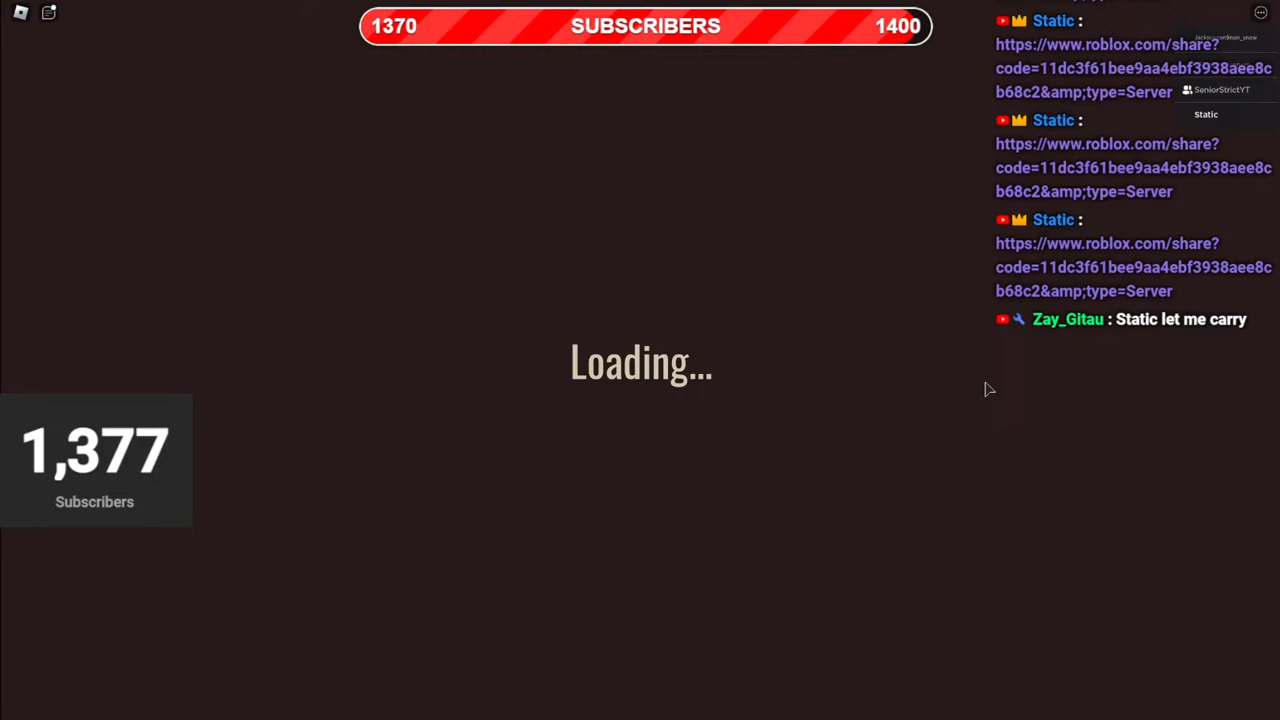 1370 SUBSCRIBERS 1400
Static :
https://www.roblox.com/share?
code=11dc3f61bee9aa4ebf3938aee8c
b68c2&amp;type=Server
SeniorStrictYT
Static
Static :
https://www.roblox.com/share?
code=11dc3f61bee9aa4ebf3938aee8c
b68c2&amp;type=Server
Static :
https://www.roblox.com/share?
code=11dc3f61bee9aa4ebf3938aee8c
b68c2&amp;type=Server
Zay_Gitau : Static let me carry
Loading...
1,377
Subscribers